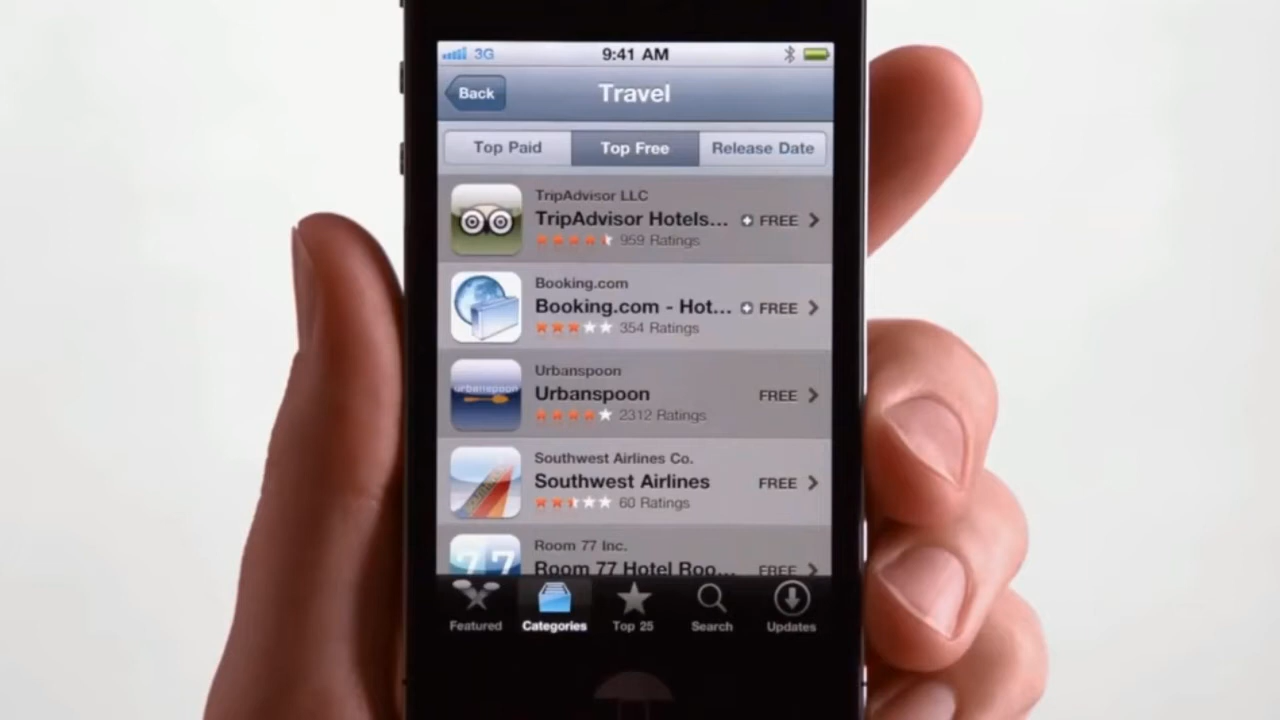 3G 9:41 AM
Back Travel
Top Paid Top Free Release Date
TripAdvisor LLC
TripAdvisor Hotels... FREE
959 Ratings
Booking.com
Booking.com - Hot... FREE
354 Ratings
urbanspoon
Urbanspoon
Urbanspoon FREE
2312 Ratings
Southwest Airlines Co.
Southwest Airlines FREE
60 Ratings
77
Room 77 Inc.
Room 77 Hotel Roo... FREE
Featured Categories Top 25 Search Updates